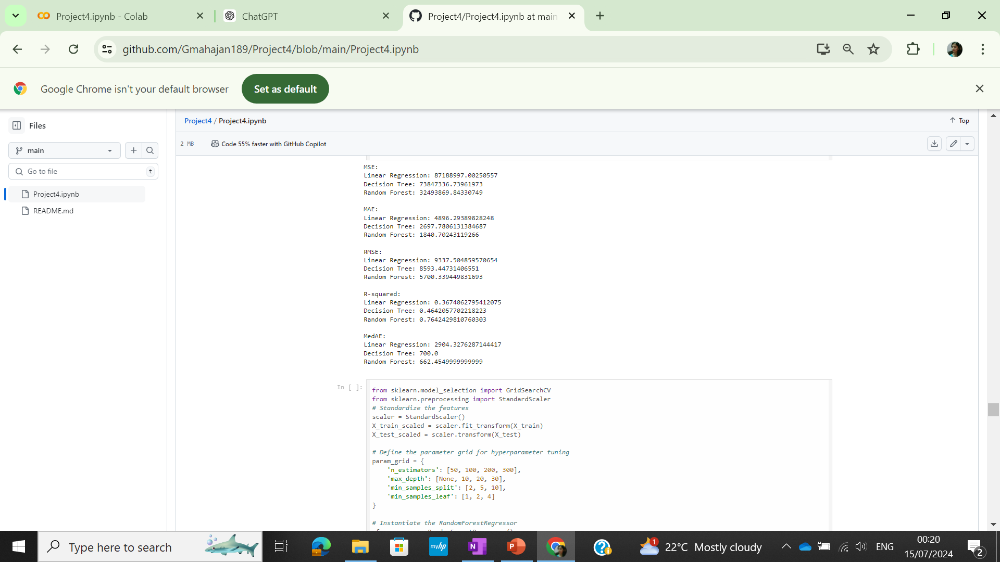 Project4.ipynb - Colab
ChatGPT
Project4/Project4.ipynb at main
github.com/Gmahajan189/Project4/blob/main/Project4.ipynb
Google Chrome isn't your default browser
Set as default
Files
Project4 / Project4.ipynb
Top
main
2 MB
Code 55% faster with GitHub Copilot
Go to file
t
Project4.ipynb
README.md
MSE:
Linear Regression: 87188997.00250557
Decision Tree: 73847336.73961973
Random Forest: 32493869.84330749
MAE:
Linear Regression: 4896.29389828248
Decision Tree: 2697.7806131384687
Random Forest: 1840.70243119266
RMSE:
Linear Regression: 9337.504859570654
Decision Tree: 8593.44731406551
Random Forest: 5700.339449831693
R-squared:
Linear Regression: 0.3674062795412075
Decision Tree: 0.4642057702218223
Random Forest: 0.7642429810760303
MedAE:
Linear Regression: 2904.3276287144417
Decision Tree: 700.0
Random Forest: 662.4549999999999
In [ ]:
from sklearn.model_selection import GridSearchCV
from sklearn.preprocessing import StandardScaler
# Standardize the features
scaler = StandardScaler()
X_train_scaled = scaler.fit_transform(X_train)
X_test_scaled = scaler.transform(X_test)
# Define the parameter grid for hyperparameter tuning
param_grid = {
'n_estimators': [50, 100, 200, 300],
'max_depth': [None, 10, 20, 30],
'min_samples_split': [2, 5, 10],
'min_samples_leaf': [1, 2, 4]
}
# Instantiate the RandomForestRegressor
Type here to search
myhp
N
P
1
22°C Mostly cloudy
ENG
00:20
15/07/2024
2